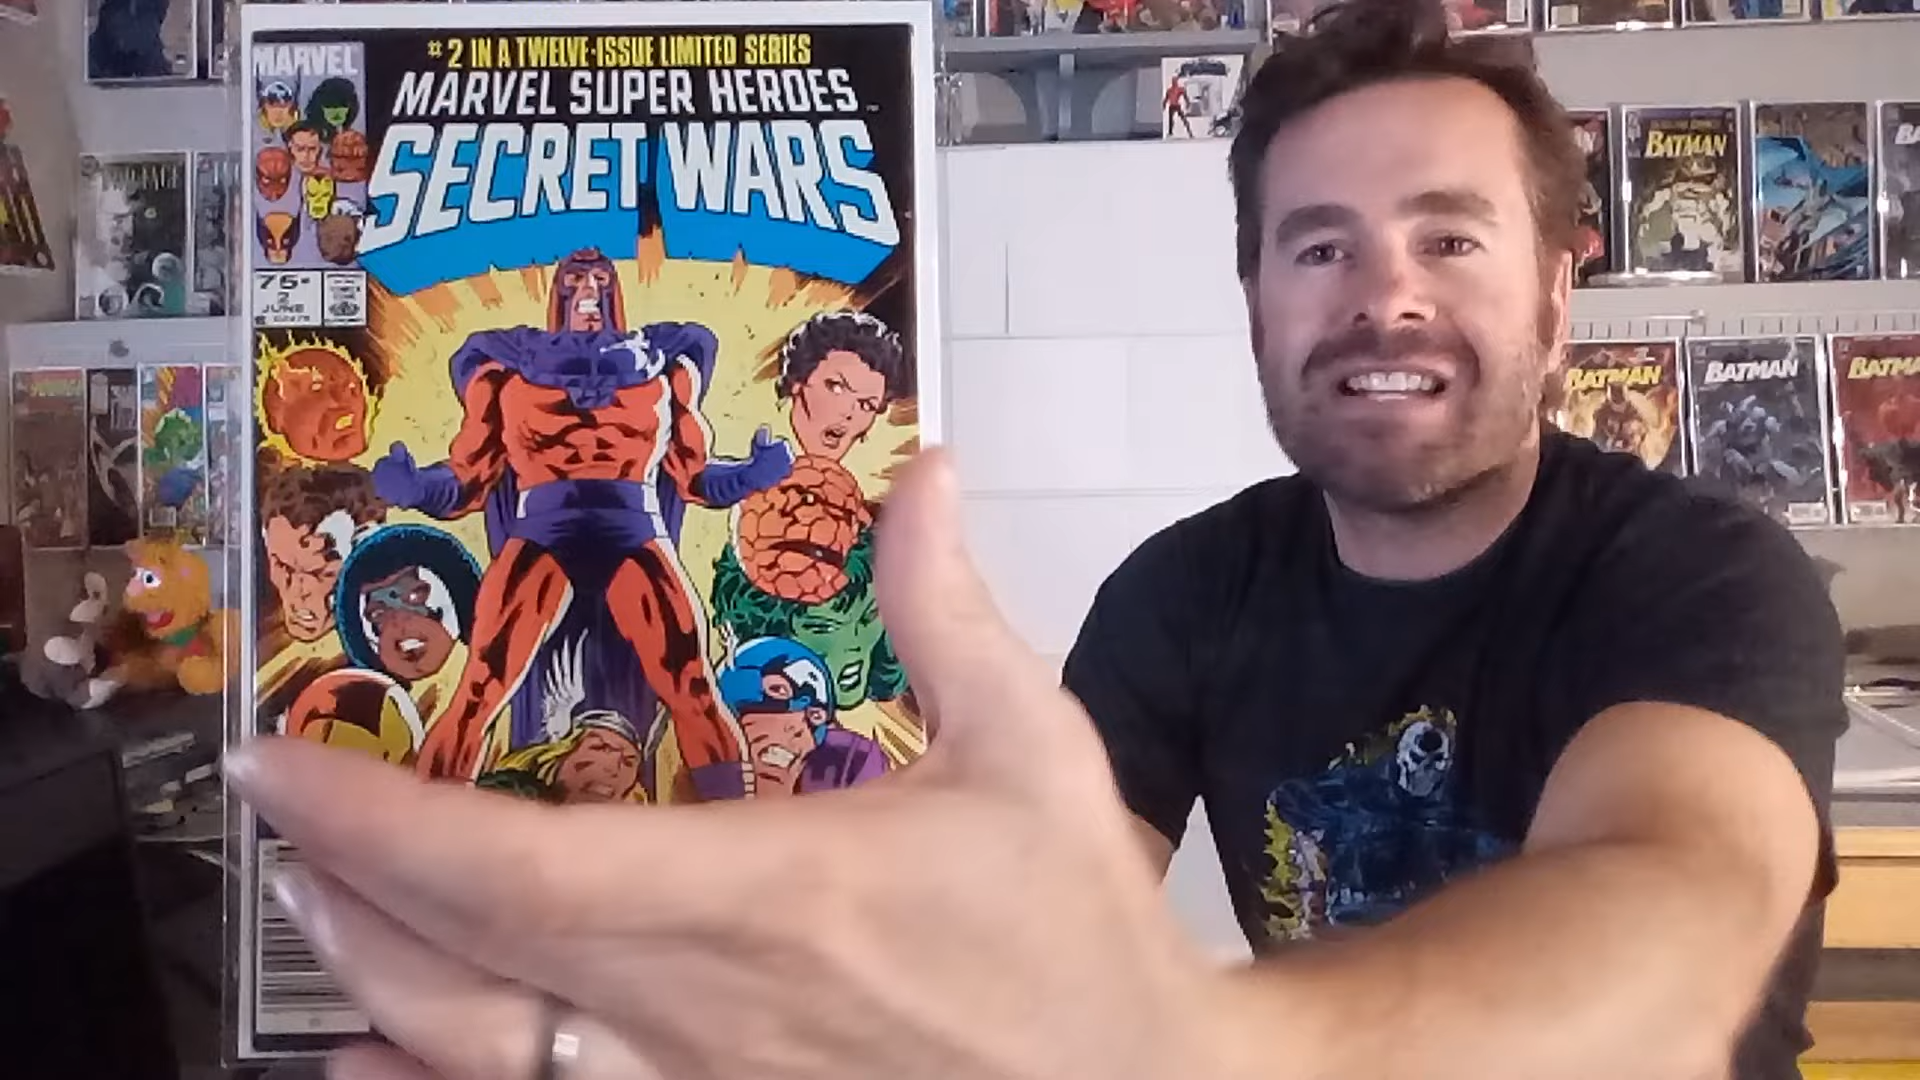 MARVEL
#2 IN A TWELVE-ISSUE LIMITED SERIES
MARVEL SUPER HEROES
SECRET WARS
75¢
2
JUNE
BATMAN
BATMAN
BATMAN
BATMAN